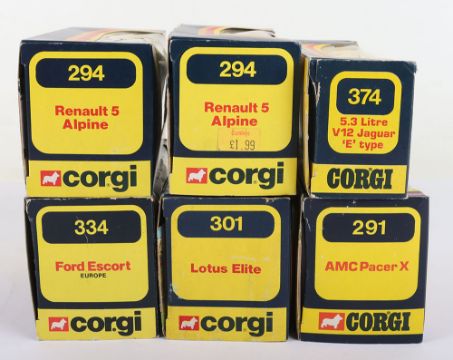 294
Renault 5
Alpine
corgi
294
Renault 5
Alpine
£1.99
corgi
374
5.3 Litre
V12 Jaguar
'E' type
CORGI
334
Ford Escort
EUROPE
corgi
301
Lotus Elite
corgi
291
AMC Pacer X
CORGI